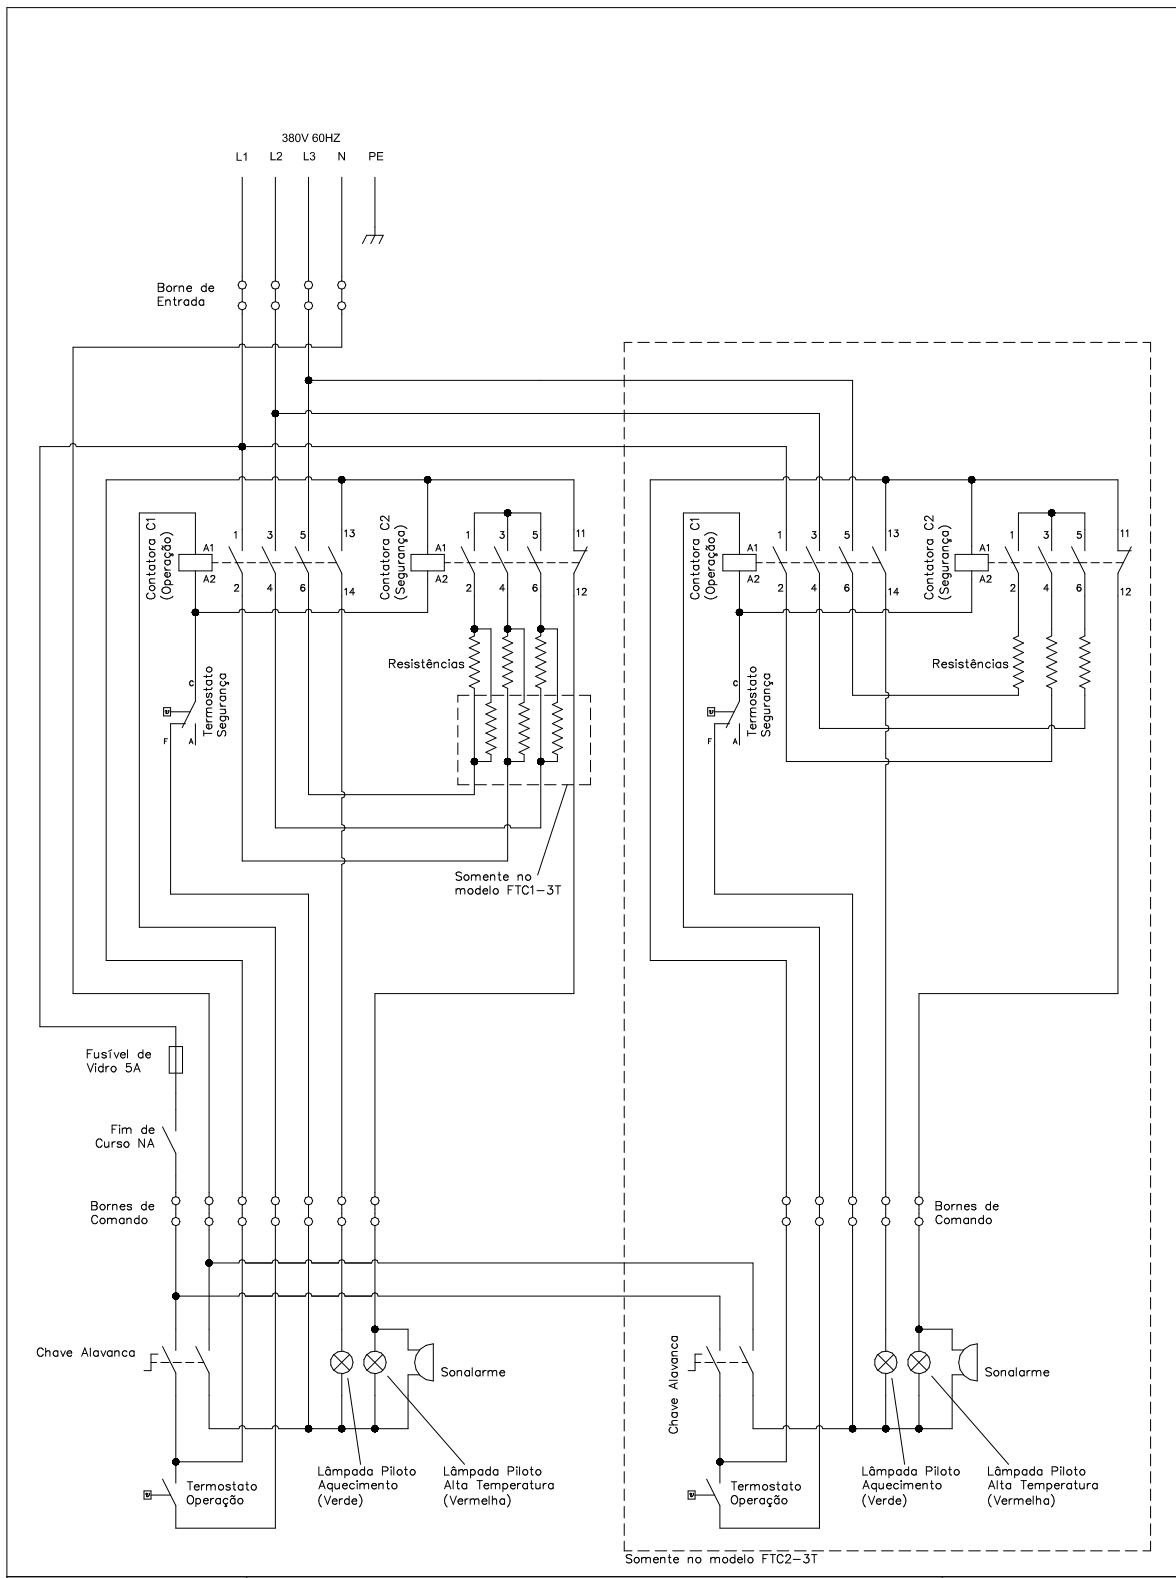 380V 60HZ
L1 L2 L3 N PE
Borne de
Entrada
Contatora C1
(Operação)
A1
A2
1 3 5 13
2 4 6 14
Contatora C2
(Segurança)
A1
A2
1 3 5 11
2 4 6 12
Resistências
C
Termostato
Segurança
F A
Somente no
modelo FTC1-3T
Fusível de
Vidro 5A
Fim de
Curso NA
Bornes de
Comando
Chave Alavanca
Sonalarme
Termostato
Operação
Lâmpada Piloto
Aquecimento
(Verde)
Lâmpada Piloto
Alta Temperatura
(Vermelha)
Contatora C1
(Operação)
A1
A2
1 3 5 13
2 4 6 14
Contatora C2
(Segurança)
A1
A2
1 3 5 11
2 4 6 12
Resistências
C
Termostato
Segurança
F A
Bornes de
Comando
Chave Alavanca
Sonalarme
Termostato
Operação
Lâmpada Piloto
Aquecimento
(Verde)
Lâmpada Piloto
Alta Temperatura
(Vermelha)
Somente no modelo FTC2-3T